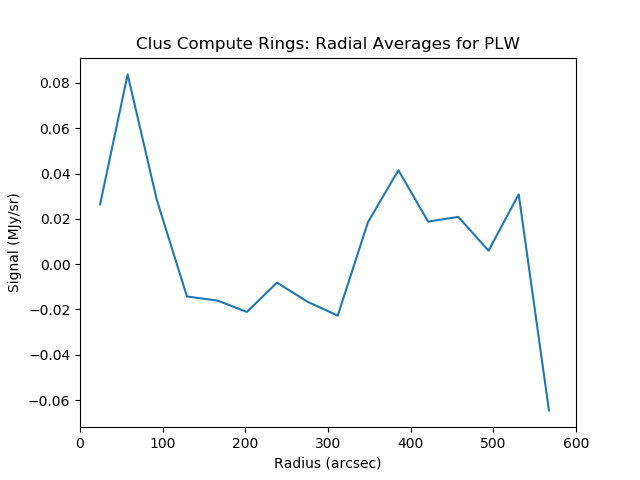 Clus Compute Rings: Radial Averages for PLW
0.08
0.06
0.04
0.02
0.00
−0.02
−0.04
−0.06
Signal (MJy/sr)
0 100 200 300 400 500 600
Radius (arcsec)